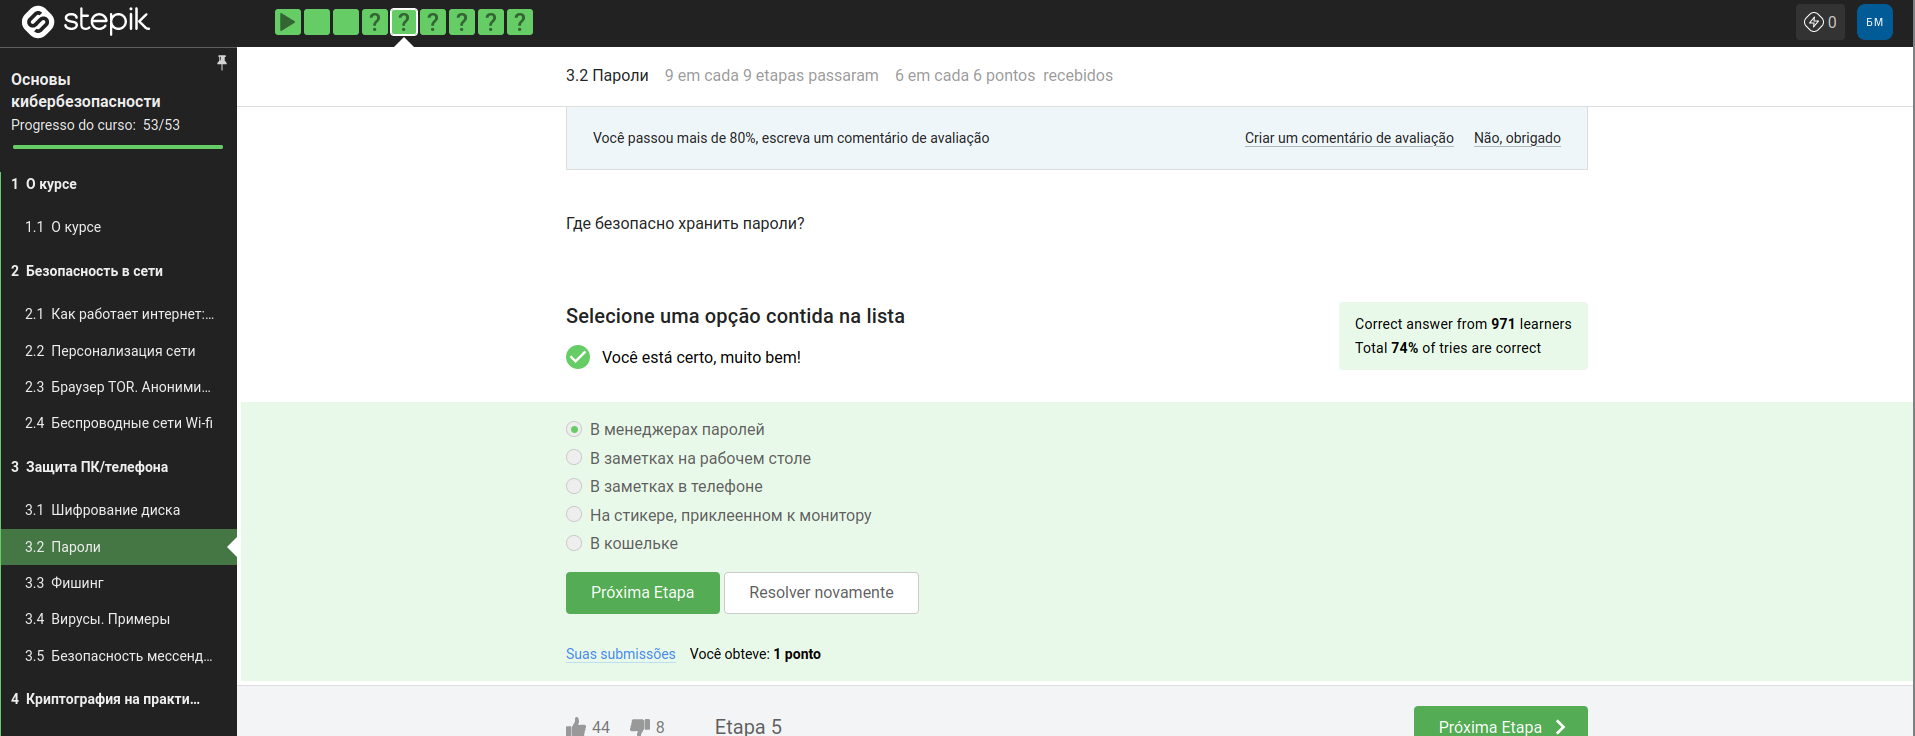 stepik
? ? ? ? ? ?
0
БМ
Основы
кибербезопасности
Progresso do curso: 53/53
1 О курсе
1.1 О курсе
2 Безопасность в сети
2.1 Как работает интернет:...
2.2 Персонализация сети
2.3 Браузер TOR. Аноними...
2.4 Беспроводные сети Wi-fi
3 Защита ПК/телефона
3.1 Шифрование диска
3.2 Пароли
3.3 Фишинг
3.4 Вирусы. Примеры
3.5 Безопасность мессенд...
4 Криптография на практи...
3.2 Пароли 9 em cada 9 etapas passaram 6 em cada 6 pontos recebidos
Você passou mais de 80%, escreva um comentário de avaliação Criar um comentário de avaliação Não, obrigado
Где безопасно хранить пароли?
Selecione uma opção contida na lista
Você está certo, muito bem!
Correct answer from 971 learners
Total 74% of tries are correct
В менеджерах паролей
В заметках на рабочем столе
В заметках в телефоне
На стикере, приклеенном к монитору
В кошельке
Próxima Etapa Resolver novamente
Suas submissões Você obteve: 1 ponto
44 8 Etapa 5 Próxima Etapa